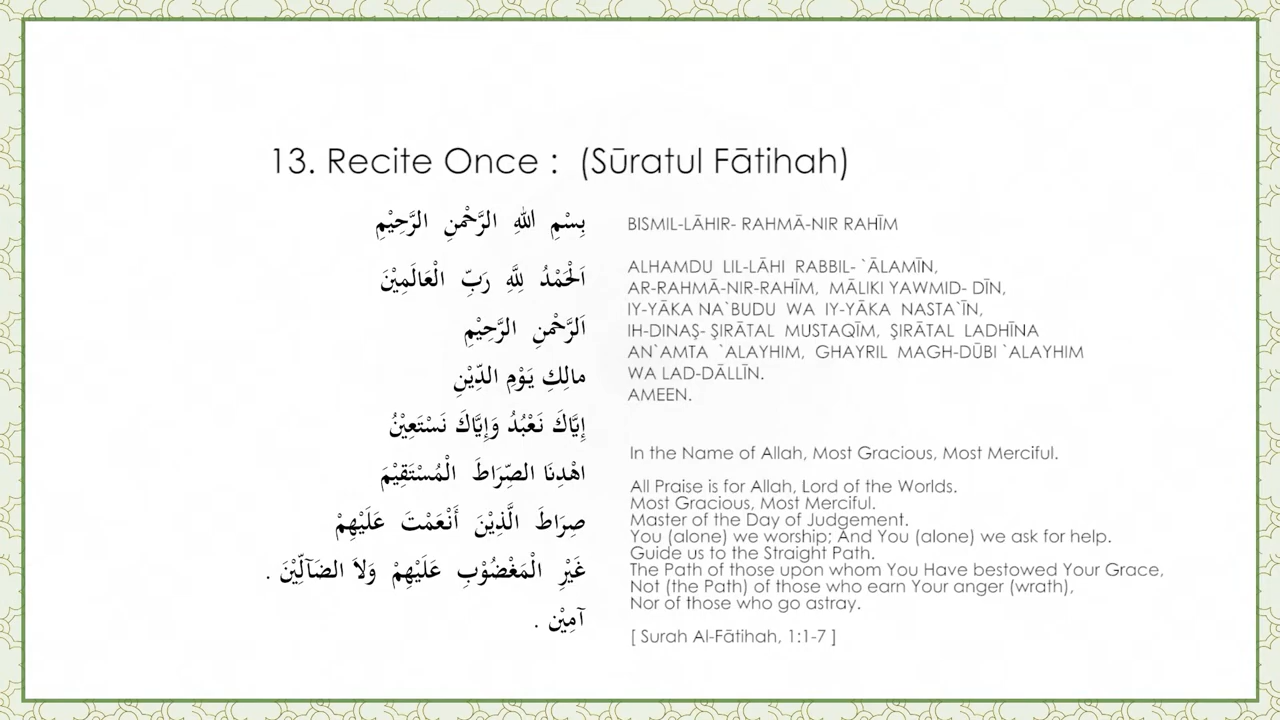 13. Recite Once :  (Sūratul Fātihah)
بِسْمِ اللهِ الرَّحْمٰنِ الرَّحِيْمِ
اَلْحَمْدُ لِلَّهِ رَبِّ الْعَالَمِيْنَ
اَلرَّحْمٰنِ الرَّحِيْمِ
مالِكِ يَوْمِ الدِّيْنِ
إِيَّاكَ نَعْبُدُ وَإِيَّاكَ نَسْتَعِيْنُ
اهْدِنَا الصِّرَاطَ الْمُسْتَقِيْمَ
صِرَاطَ الَّذِيْنَ أَنْعَمْتَ عَلَيْهِمْ
غَيْرِ الْمَغْضُوْبِ عَلَيْهِمْ وَلاَ الضَآلِّيْنَ .
آمِيْن .
BISMIL-LĀHIR- RAHMĀ-NIR RAHĪM
ALHAMDU LIL-LĀHI RABBIL- `ĀLAMĪN,
AR-RAHMĀ-NIR-RAHĪM, MĀLIKI YAWMID- DĪN,
IY-YĀKA NA`BUDU WA IY-YĀKA NASTA`ĪN,
IH-DINAŞ- ŞIRĀTAL MUSTAQĪM, ŞIRĀTAL LADHĪNA
AN`AMTA `ALAYHIM, GHAYRIL MAGH-DŪBI `ALAYHIM
WA LAD-DĀLLĪN.
AMEEN.
In the Name of Allah, Most Gracious, Most Merciful.
All Praise is for Allah, Lord of the Worlds.
Most Gracious, Most Merciful.
Master of the Day of Judgement.
You (alone) we worship; And You (alone) we ask for help.
Guide us to the Straight Path.
The Path of those upon whom You Have bestowed Your Grace,
Not (the Path) of those who earn Your anger (wrath),
Nor of those who go astray.
[ Surah Al-Fātihah, 1:1-7 ]